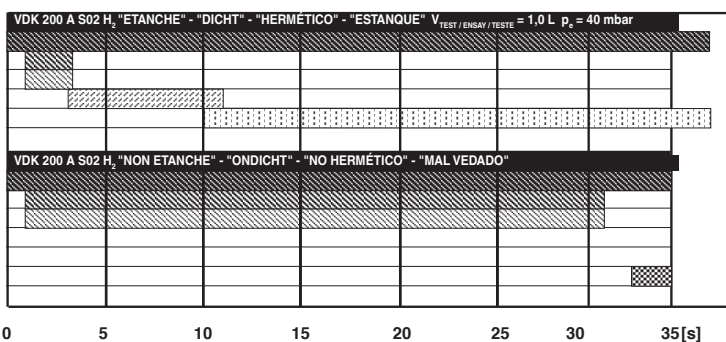 VDK 200 A S02 H2 "ETANCHE" - "DICHT" - "HERMÉTICO" - "ESTANQUE" VTEST / ENSAY / TESTE = 1,0 L pe = 40 mbar
VDK 200 A S02 H2 "NON ETANCHE" - "ONDICHT" - "NO HERMÉTICO" - "MAL VEDADO"
0 5 10 15 20 25 30 35[s]